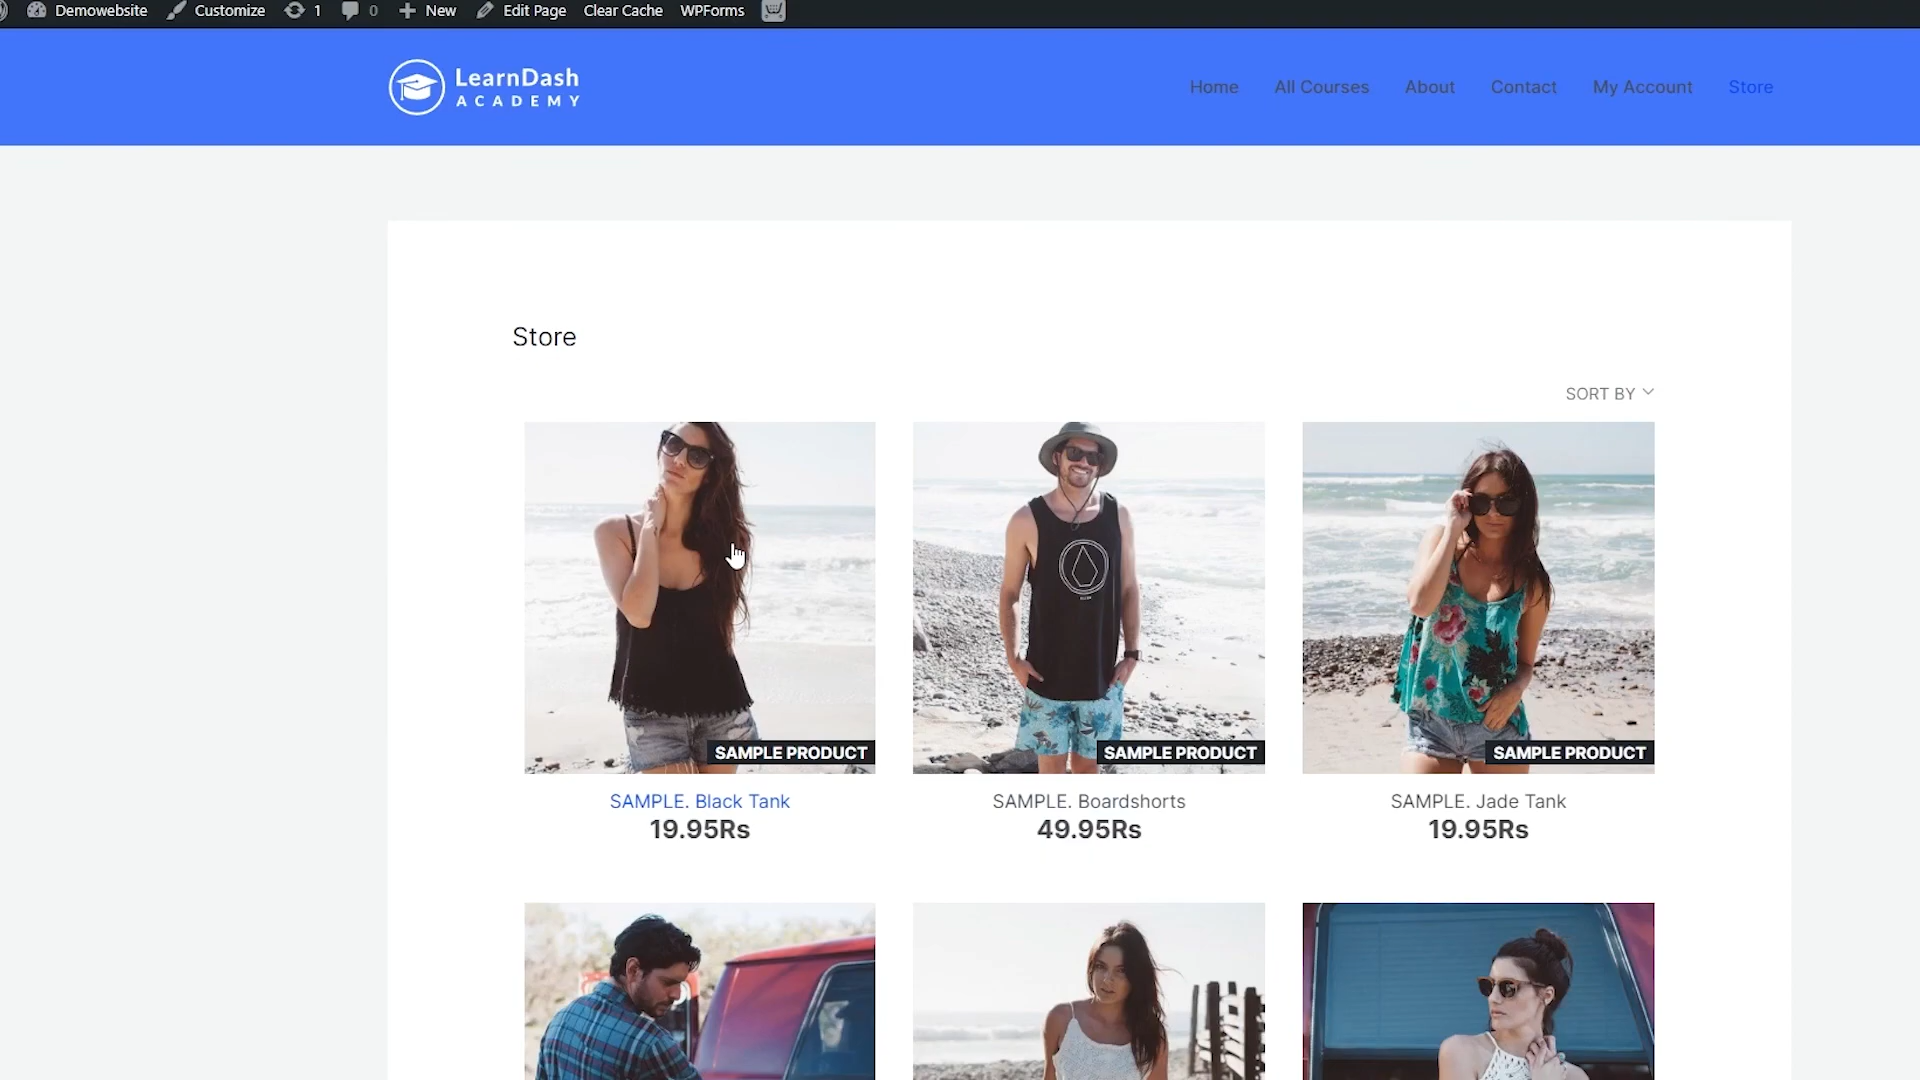 Demowebsite Customize 1 0 New Edit Page Clear Cache WPForms
LearnDash
ACADEMY
Home All Courses About Contact My Account Store
Store
SORT BY
SAMPLE PRODUCT SAMPLE PRODUCT SAMPLE PRODUCT
SAMPLE. Black Tank SAMPLE. Boardshorts SAMPLE. Jade Tank
19.95Rs 49.95Rs 19.95Rs